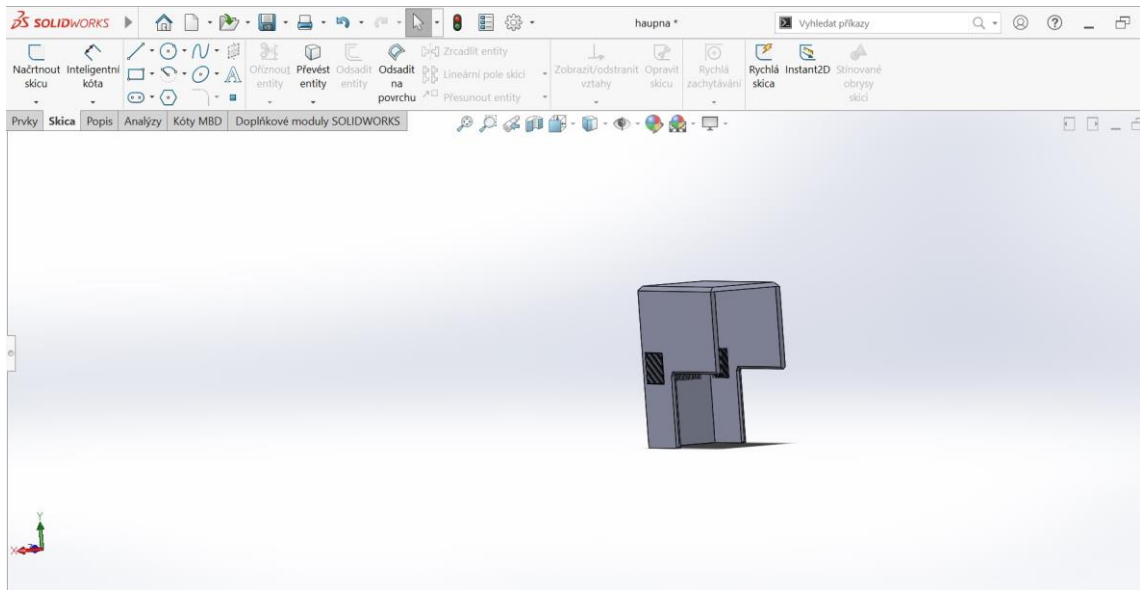 SOLIDWORKS
haupna *
Vyhledat příkazy
Načrtnout skicu
Inteligentní kóta
Oříznout entity
Převést entity
Odsadit entity
Odsadit na povrchu
Zrcadlit entity
Lineární pole skici
Přesunout entity
Zobrazit/odstranit vztahy
Opravit skicu
Rychlá zachytávání
Rychlá skica
Instant2D
Stínované obrysy skici
Prvky
Skica
Popis
Analýzy
Kóty MBD
Doplňkové moduly SOLIDWORKS
Y
X